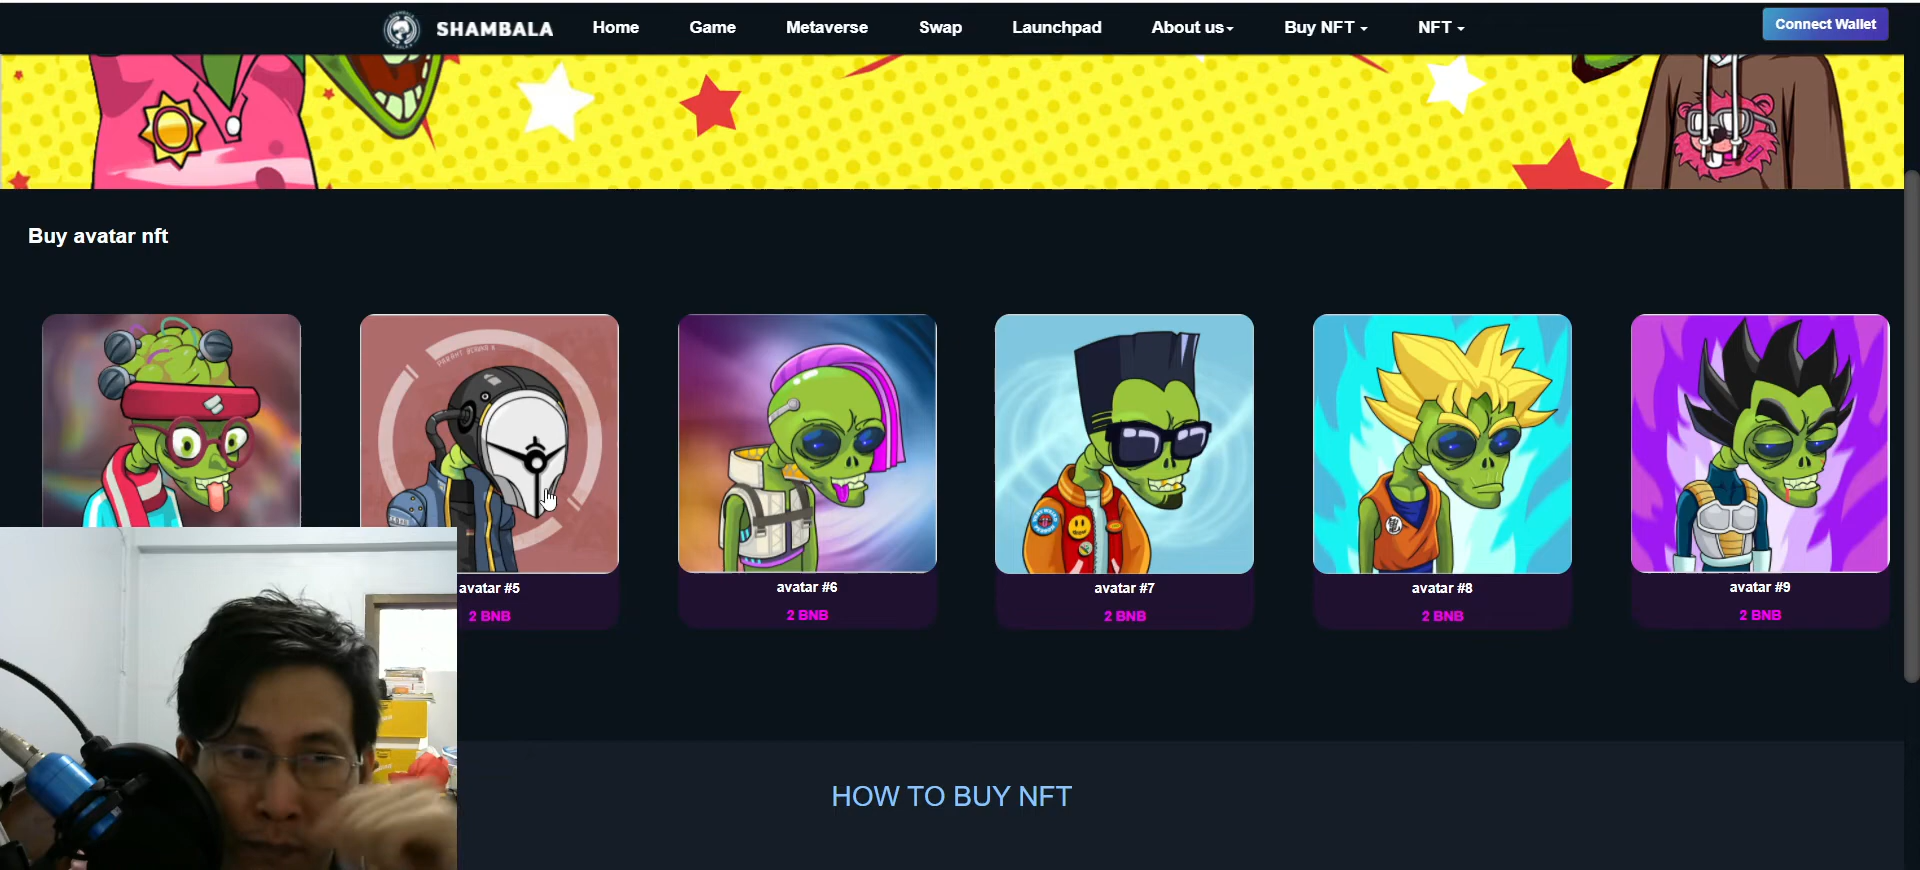 SHAMBALA
Home
Game
Metaverse
Swap
Launchpad
About us
Buy NFT
NFT
Connect Wallet
Buy avatar nft
avatar #5
2 BNB
avatar #6
2 BNB
avatar #7
2 BNB
avatar #8
2 BNB
avatar #9
2 BNB
HOW TO BUY NFT